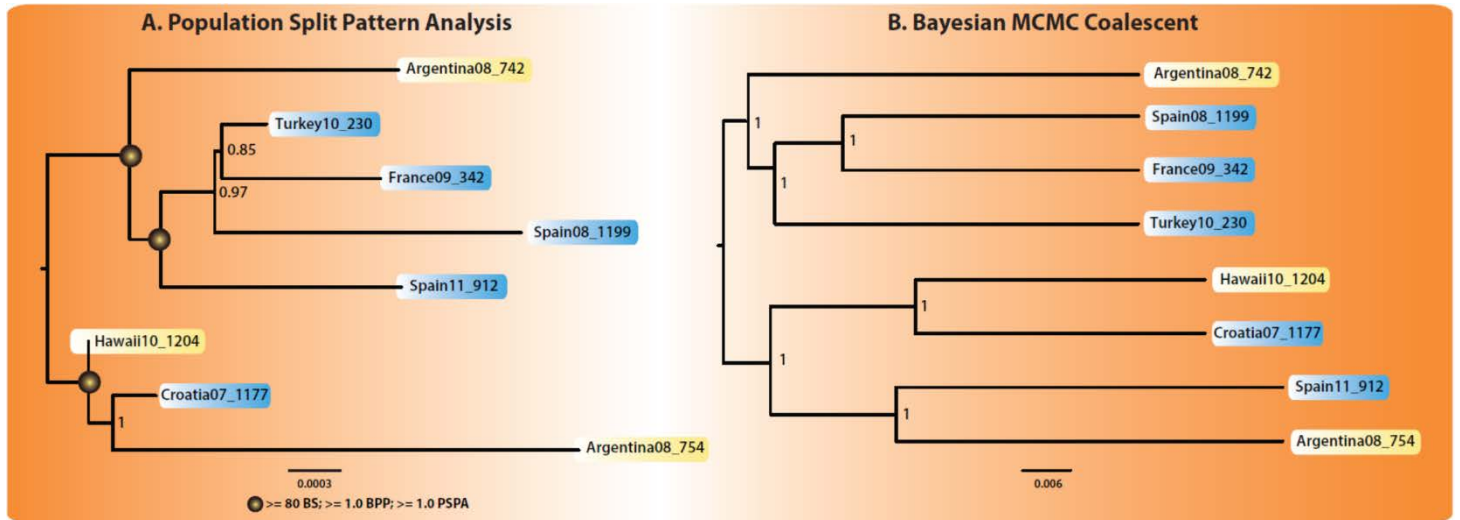 A. Population Split Pattern Analysis
Argentina08_742
Turkey10_230
0.85
France09_342
0.97
Spain08_1199
Spain11_912
Hawaii10_1204
Croatia07_1177
1
Argentina08_754
0.0003
>= 80 BS; >= 1.0 BPP; >= 1.0 PSPA
B. Bayesian MCMC Coalescent
Argentina08_742
Spain08_1199
1
1
France09_342
1
Turkey10_230
Hawaii10_1204
1
Croatia07_1177
1
Spain11_912
1
Argentina08_754
0.006